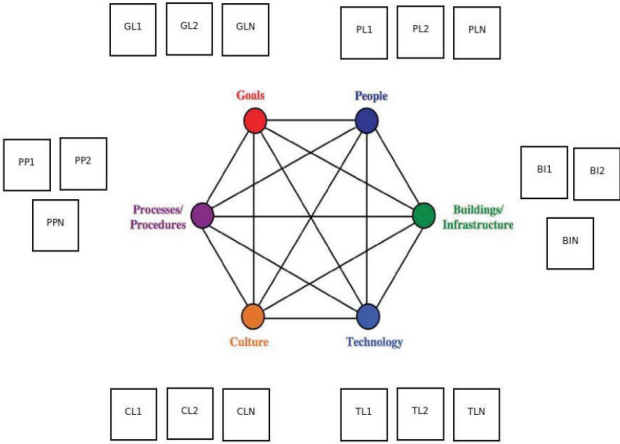 GL1 GL2 GLN PL1 PL2 PLN
Goals People
PP1 PP2 BI1 BI2
PPN
Processes/
Procedures
Buildings/
Infrastructure
BIN
Culture Technology
CL1 CL2 CLN TL1 TL2 TLN